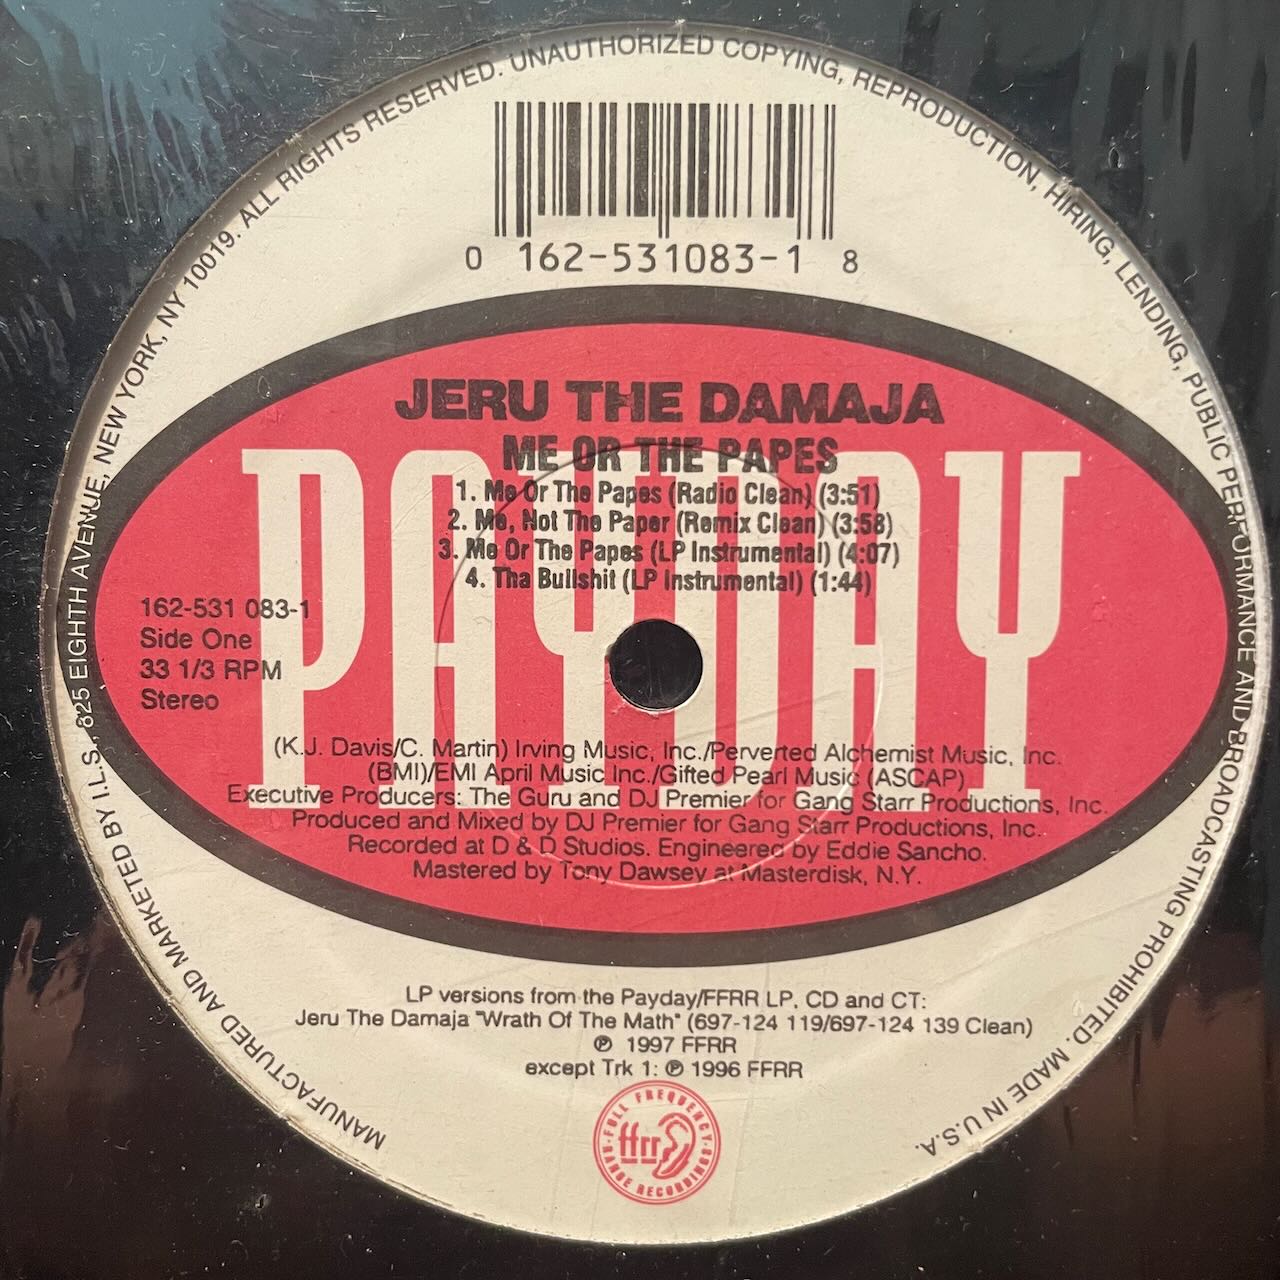 MANUFACTURED AND MARKETED BY I.L.S., 825 EIGHTH AVENUE, NEW YORK, NY 10019. ALL RIGHTS RESERVED. UNAUTHORIZED COPYING, REPRODUCTION, HIRING, LENDING, PUBLIC PERFORMANCE AND BROADCASTING PROHIBITED. MADE IN U.S.A.
0 162-531083-1 8
JERU THE DAMAJA
ME OR THE PAPES
PAYDAY
1. Me Or The Papes (Radio Clean) (3:51)
2. Me, Not The Paper (Remix Clean) (3:58)
3. Me Or The Papes (LP Instrumental) (4:07)
4. Tha Bullshit (LP Instrumental) (1:44)
162-531 083-1
Side One
33 1/3 RPM
Stereo
(K.J. Davis/C. Martin) Irving Music, Inc./Perverted Alchemist Music, Inc.
(BMI)/EMI April Music Inc./Gifted Pearl Music (ASCAP)
Executive Producers: The Guru and DJ Premier for Gang Starr Productions, Inc.
Produced and Mixed by DJ Premier for Gang Starr Productions, Inc.
Recorded at D & D Studios. Engineered by Eddie Sancho.
Mastered by Tony Dawsey at Masterdisk, N.Y.
LP versions from the Payday/FFRR LP, CD and CT:
Jeru The Damaja "Wrath Of The Math" (697-124 119/697-124 139 Clean)
℗ 1997 FFRR
except Trk 1: ℗ 1996 FFRR
FULL FREQUENCY
ffrr
RANGE RECORDINGS